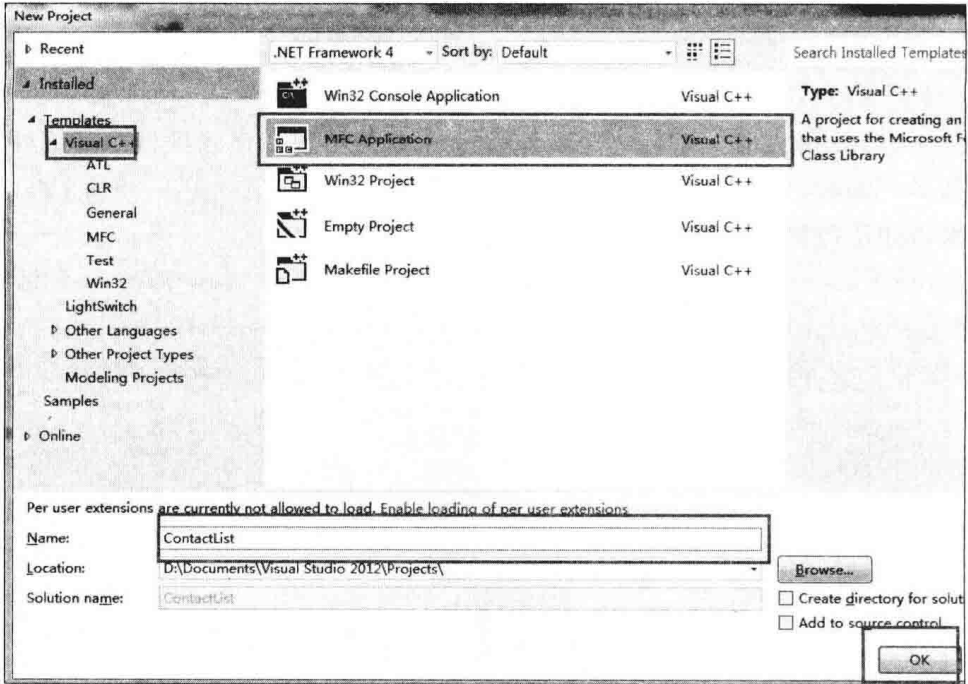 New Project
Recent
.NET Framework 4 Sort by: Default
Search Installed Templates
Installed
Templates
Visual C++
ATL
CLR
General
MFC
Test
Win32
LightSwitch
Other Languages
Other Project Types
Modeling Projects
Samples
Online
Win32 Console Application Visual C++
MFC Application Visual C++
Win32 Project Visual C++
Empty Project Visual C++
Makefile Project Visual C++
Type: Visual C++
A project for creating an
that uses the Microsoft F
Class Library
Per user extensions are currently not allowed to load. Enable loading of per user extensions
Name: ContactList
Location: D:\Documents\Visual Studio 2012\Projects\
Browse...
Solution name: ContactList
Create directory for solut
Add to source control
OK